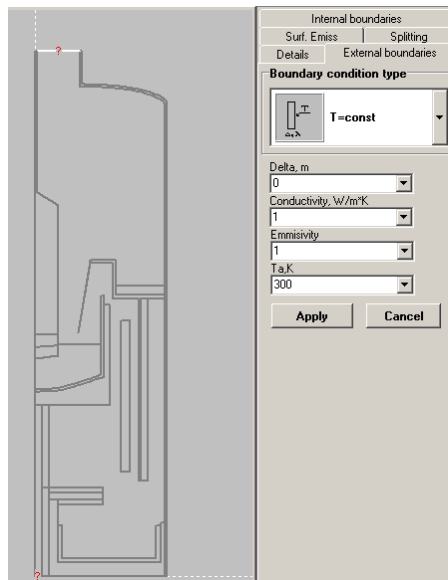 Internal boundaries
Surf. Emiss Splitting
Details External boundaries
Boundary condition type
T
T=const
Delta, m
0
Conductivity, W/m*K
1
Emmisivity
1
Ta,K
300
Apply Cancel
?
?